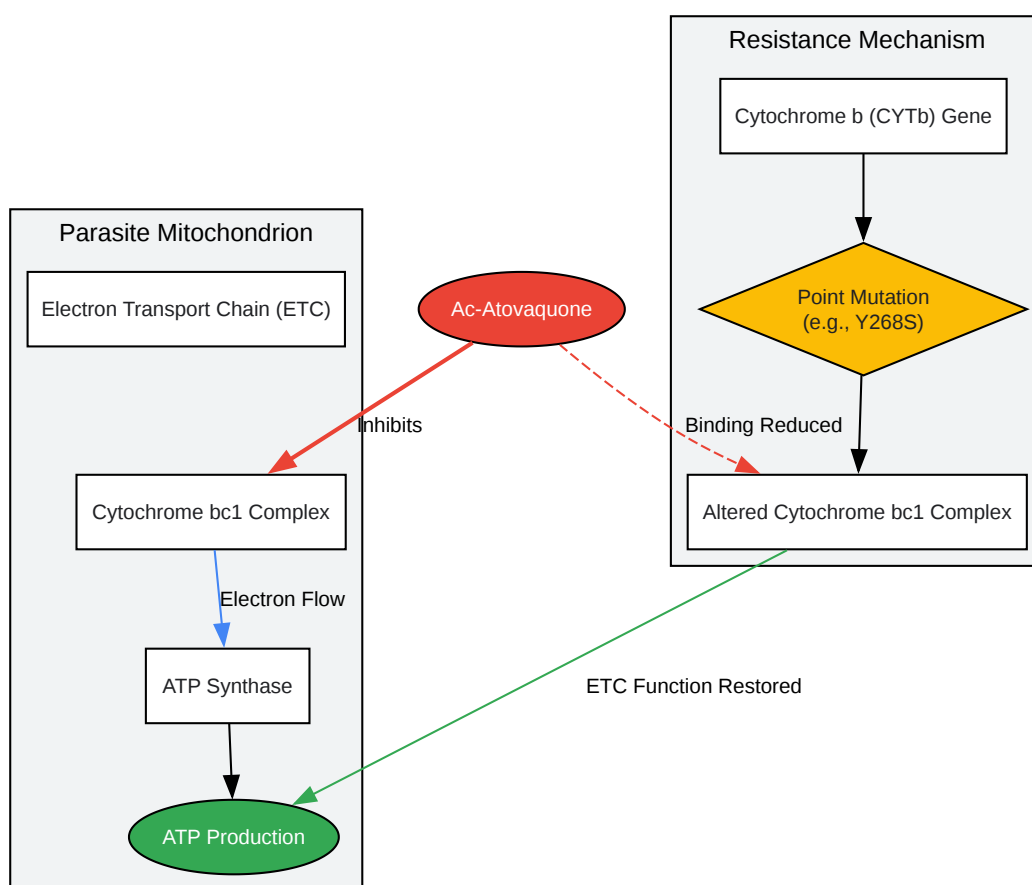 Resistance Mechanism
Cytochrome b (CYTb) Gene
Parasite Mitochondrion
Electron Transport Chain (ETC)
Ac-Atovaquone
Point Mutation
(e.g., Y268S)
Inhibits
Binding Reduced
Cytochrome bc1 Complex
Altered Cytochrome bc1 Complex
Electron Flow
ATP Synthase
ETC Function Restored
ATP Production